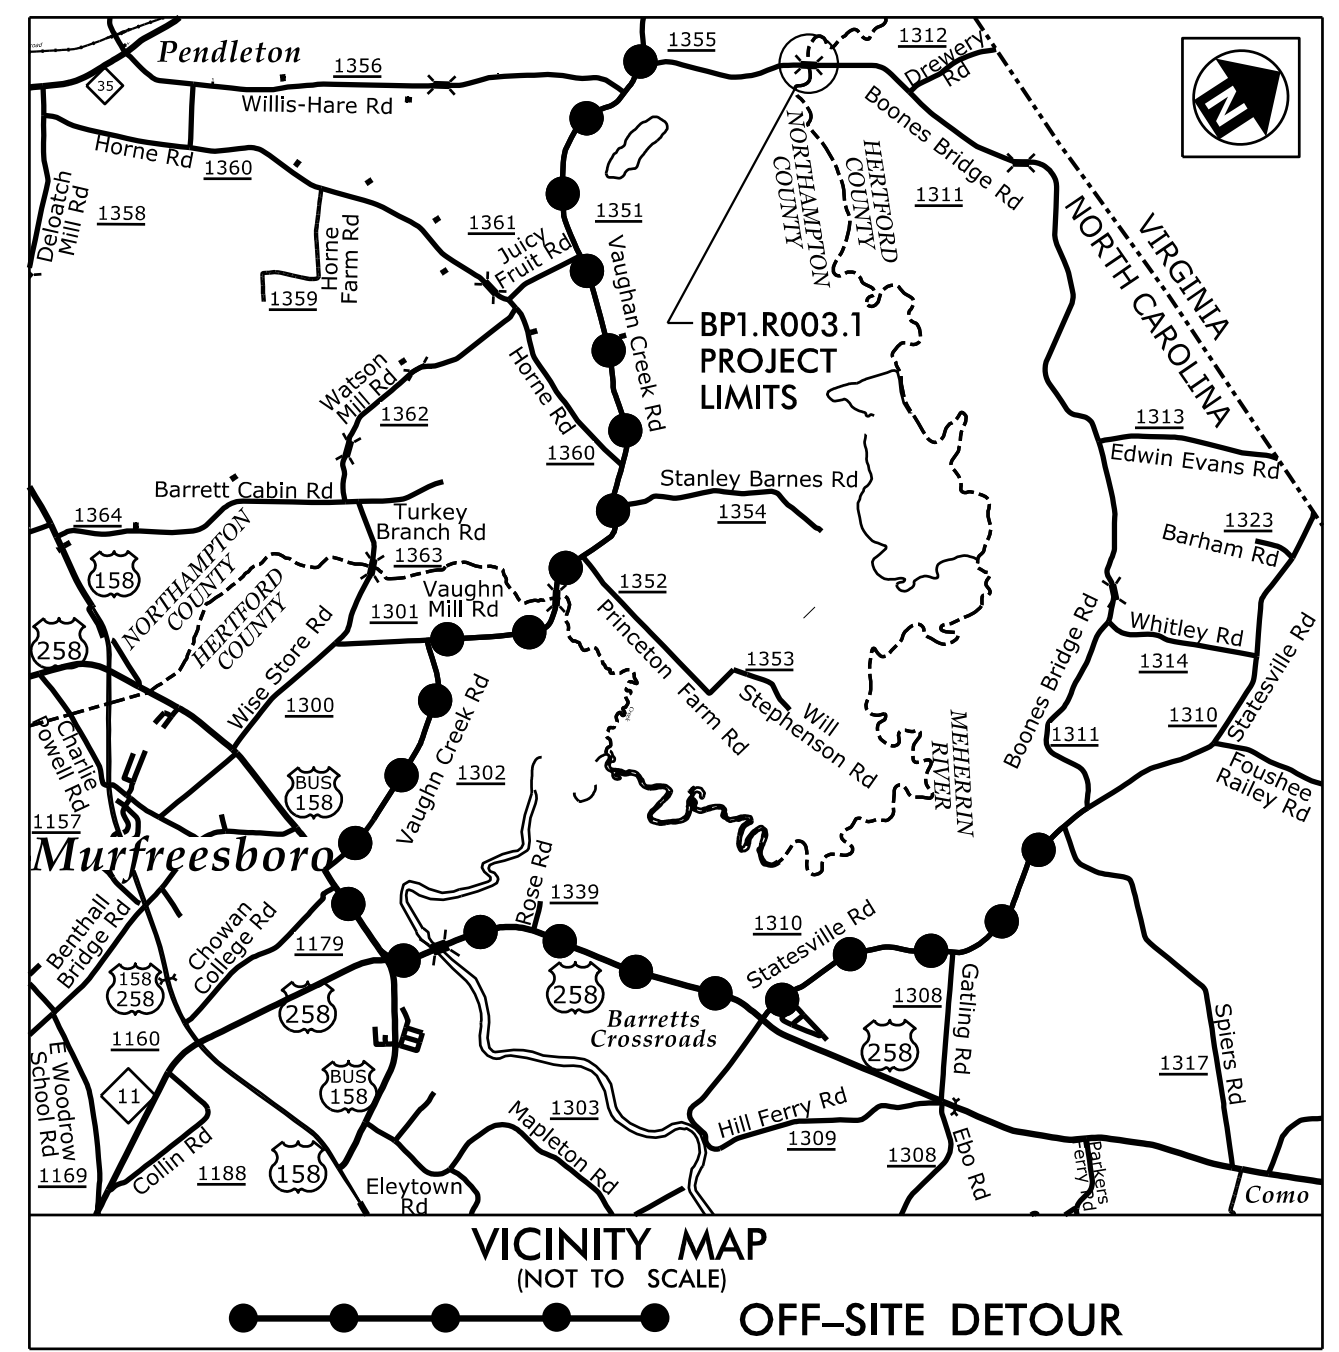 Pendleton
35
1356
Willis-Hare Rd
1355
1312
Drewery
Rd
N
Horne Rd
1360
Boones Bridge Rd
1311
Deloatch
Mill Rd
1358
Horne
Farm Rd
1359
1361
Juicy
Fruit Rd
1351
Vaughan Creek Rd
NORTHAMPTON
COUNTY
HERTFORD
COUNTY
VIRGINIA
NORTH CAROLINA
BP1.R003.1
PROJECT
LIMITS
Watson
Mill Rd
1362
Horne Rd
1360
1313
Edwin Evans Rd
Barrett Cabin Rd
Stanley Barnes Rd
1354
1364
Turkey
Branch Rd
1363
1323
Barham Rd
158
NORTHAMPTON
COUNTY
HERTFORD
COUNTY
258
1301
Vaughn
Mill Rd
1352
Princeton Farm Rd
1353
Will
Stephenson Rd
Whitley Rd
1314
Wise Store Rd
1300
Boones Bridge Rd
1311
1310
Statesville Rd
Foushee
Railey Rd
Charlie
Powell Rd
1157
BUS
158
Vaughn Creek Rd
1302
MEHERRIN
RIVER
Murfreesboro
Benthall
Bridge Rd
Chowan
College Rd
1179
Rose Rd
1339
1310
Statesville Rd
158
258
258
258
Barretts
Crossroads
1308
Gatling Rd
258
1160
E Woodrow
School Rd
11
BUS
158
1303
Mapleton Rd
Hill Ferry Rd
1309
1317
Spiers Rd
1169
Collin Rd
1188
158
Eleytown
Rd
1308
Ebo Rd
Parkers
Ferry Rd
Como
VICINITY MAP
(NOT TO SCALE)
OFF–SITE DETOUR